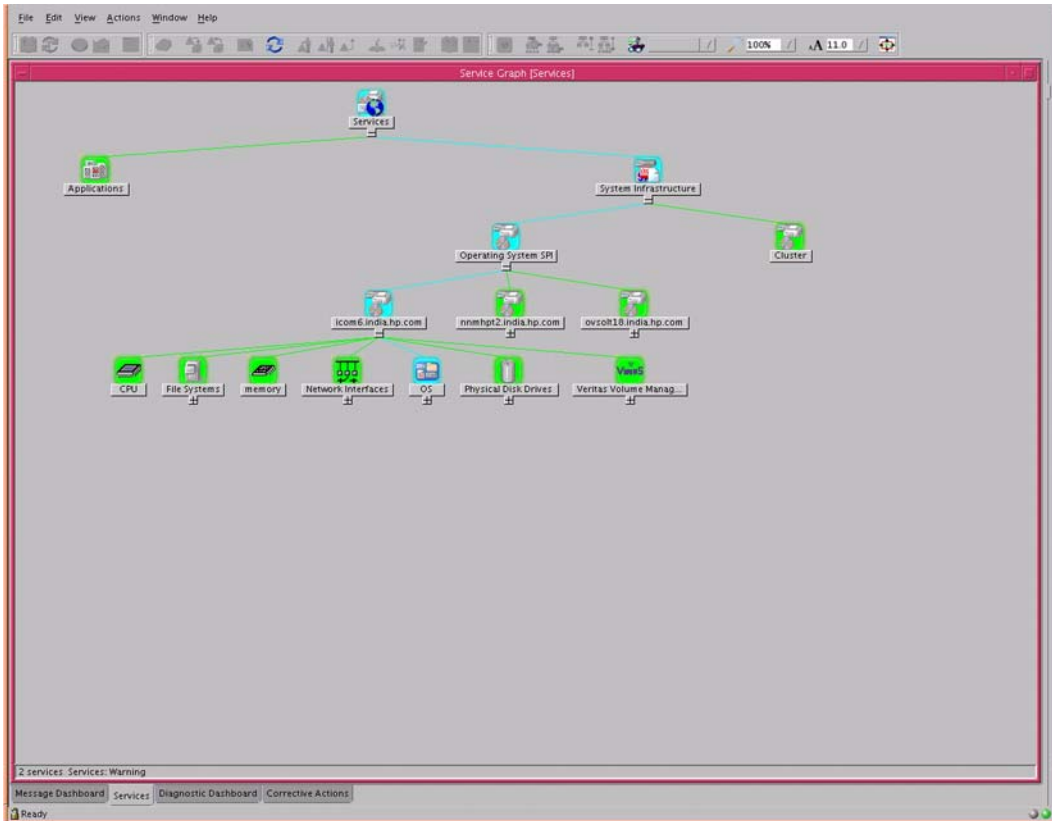 File Edit View Actions Window Help
100% A 11.0
Service Graph [Services]
Services
Applications
System Infrastructure
Operating System SPI
Cluster
icom6.india.hp.com
nnmhpt2.india.hp.com
ovsolt18.india.hp.com
CPU
File Systems
memory
Network Interfaces
OS
Physical Disk Drives
Veritas Volume Manag...
2 services. Services: Warning
Message Dashboard Services Diagnostic Dashboard Corrective Actions
Ready